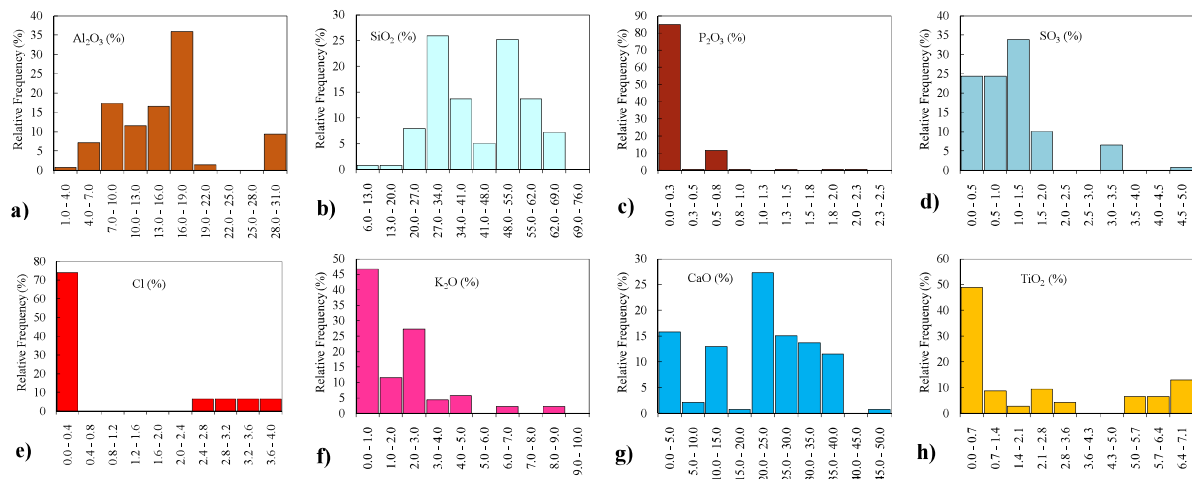 Relative Frequency (%)
40
35
30
25
20
15
10
5
0
Al₂O₃ (%)
1.0 - 4.0
4.0 - 7.0
7.0 - 10.0
10.0 - 13.0
13.0 - 16.0
16.0 - 19.0
19.0 - 22.0
22.0 - 25.0
25.0 - 28.0
28.0 - 31.0
a)
Relative Frequency (%)
30
25
20
15
10
5
0
SiO₂ (%)
6.0 - 13.0
13.0 - 20.0
20.0 - 27.0
27.0 - 34.0
34.0 - 41.0
41.0 - 48.0
48.0 - 55.0
55.0 - 62.0
62.0 - 69.0
69.0 - 76.0
b)
Relative Frequency (%)
90
80
70
60
50
40
30
20
10
0
P₂O₃ (%)
0.0 - 0.3
0.3 - 0.5
0.5 - 0.8
0.8 - 1.0
1.0 - 1.3
1.3 - 1.5
1.5 - 1.8
1.8 - 2.0
2.0 - 2.3
2.3 - 2.5
c)
Relative Frequency (%)
40
35
30
25
20
15
10
5
0
SO₃ (%)
0.0 - 0.5
0.5 - 1.0
1.0 - 1.5
1.5 - 2.0
2.0 - 2.5
2.5 - 3.0
3.0 - 3.5
3.5 - 4.0
4.0 - 4.5
4.5 - 5.0
d)
Relative Frequency (%)
80
70
60
50
40
30
20
10
0
Cl (%)
0.0 - 0.4
0.4 - 0.8
0.8 - 1.2
1.2 - 1.6
1.6 - 2.0
2.0 - 2.4
2.4 - 2.8
2.8 - 3.2
3.2 - 3.6
3.6 - 4.0
e)
Relative Frequency (%)
50
45
40
35
30
25
20
15
10
5
0
K₂O (%)
0.0 - 1.0
1.0 - 2.0
2.0 - 3.0
3.0 - 4.0
4.0 - 5.0
5.0 - 6.0
6.0 - 7.0
7.0 - 8.0
8.0 - 9.0
9.0 - 10.0
f)
Relative Frequency (%)
30
25
20
15
10
5
0
CaO (%)
0.0 - 5.0
5.0 - 10.0
10.0 - 15.0
15.0 - 20.0
20.0 - 25.0
25.0 - 30.0
30.0 - 35.0
35.0 - 40.0
40.0 - 45.0
45.0 - 50.0
g)
Relative Frequency (%)
60
50
40
30
20
10
0
TiO₂ (%)
0.0 - 0.7
0.7 - 1.4
1.4 - 2.1
2.1 - 2.8
2.8 - 3.6
3.6 - 4.3
4.3 - 5.0
5.0 - 5.7
5.7 - 6.4
6.4 - 7.1
h)